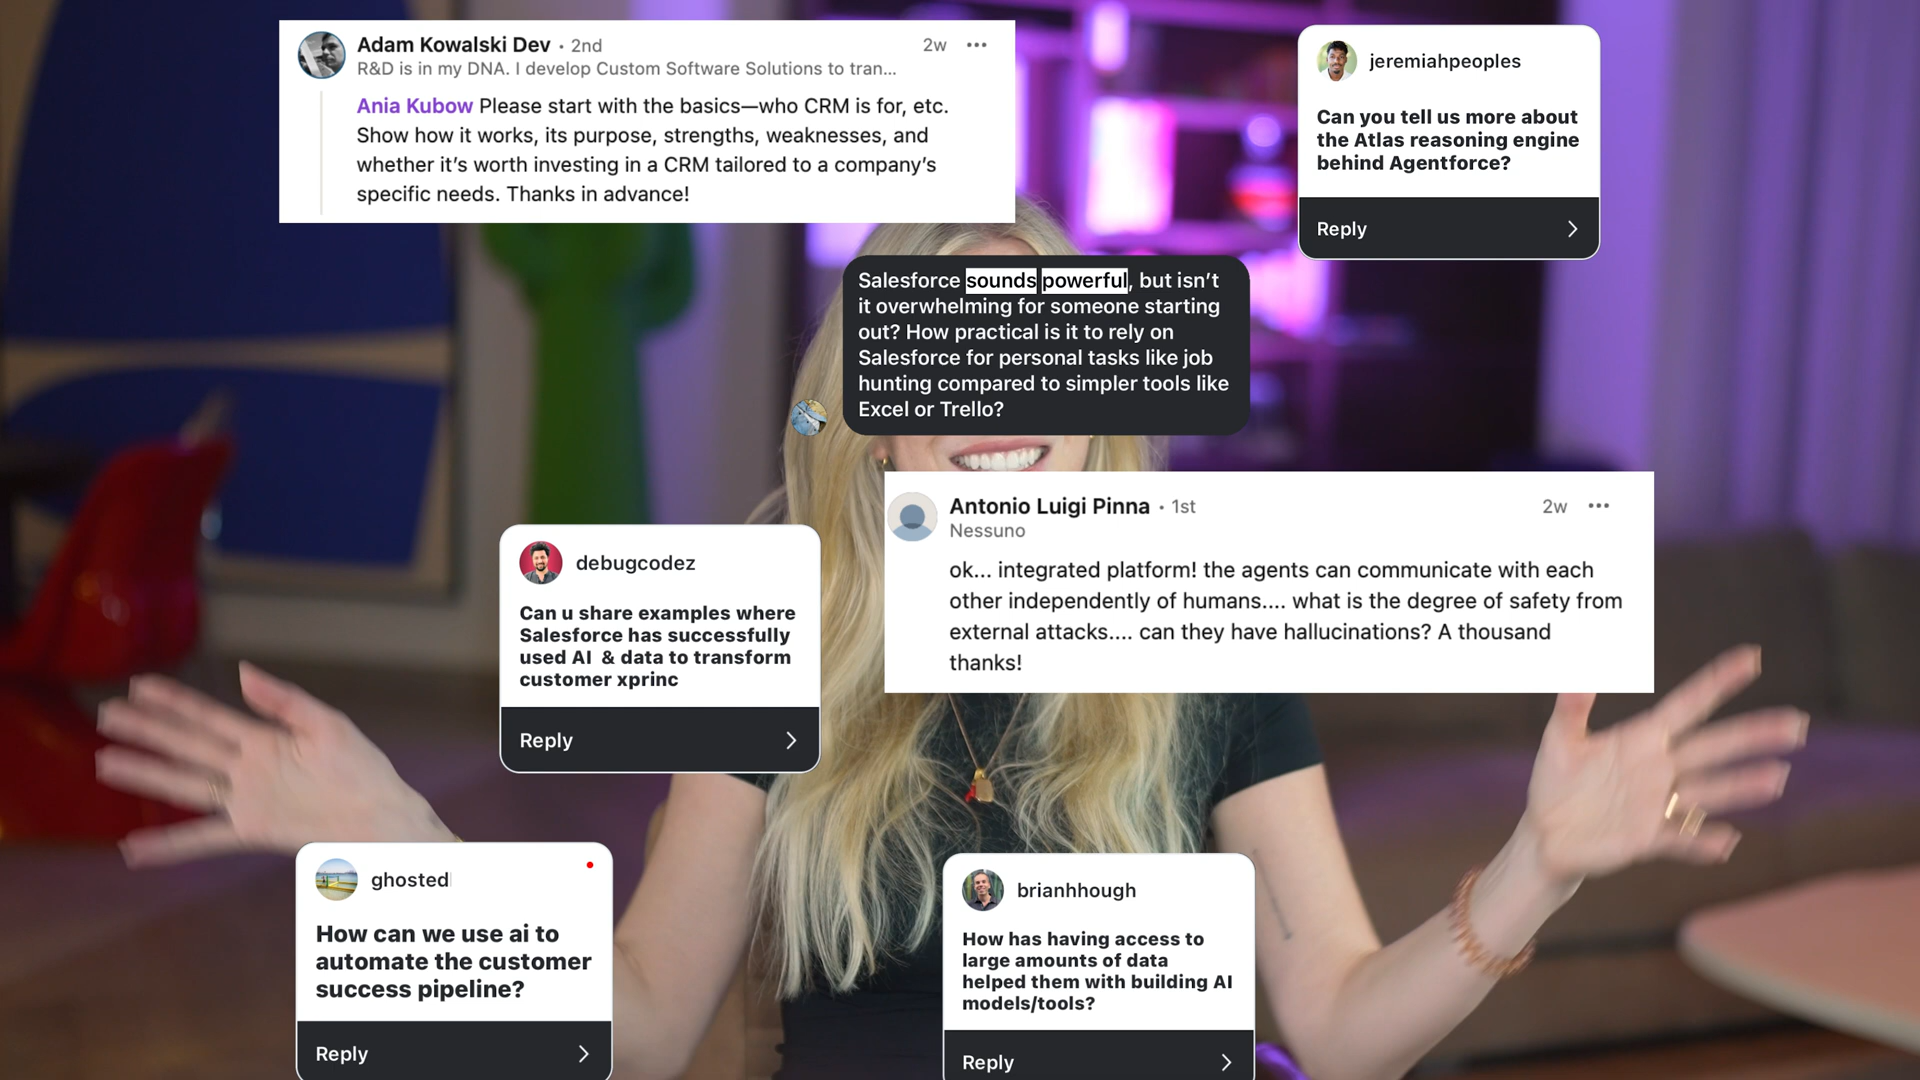 Adam Kowalski Dev · 2nd
2w ···
R&D is in my DNA. I develop Custom Software Solutions to tran...
Ania Kubow Please start with the basics—who CRM is for, etc.
Show how it works, its purpose, strengths, weaknesses, and
whether it’s worth investing in a CRM tailored to a company’s
specific needs. Thanks in advance!
jeremiahpeoples
Can you tell us more about
the Atlas reasoning engine
behind Agentforce?
Reply
Salesforce sounds powerful, but isn’t
it overwhelming for someone starting
out? How practical is it to rely on
Salesforce for personal tasks like job
hunting compared to simpler tools like
Excel or Trello?
Antonio Luigi Pinna · 1st
2w ···
Nessuno
ok... integrated platform! the agents can communicate with each
other independently of humans.... what is the degree of safety from
external attacks.... can they have hallucinations? A thousand
thanks!
debugcodez
Can u share examples where
Salesforce has successfully
used AI & data to transform
customer xprinc
Reply
ghosted
How can we use ai to
automate the customer
success pipeline?
Reply
brianhhough
How has having access to
large amounts of data
helped them with building AI
models/tools?
Reply